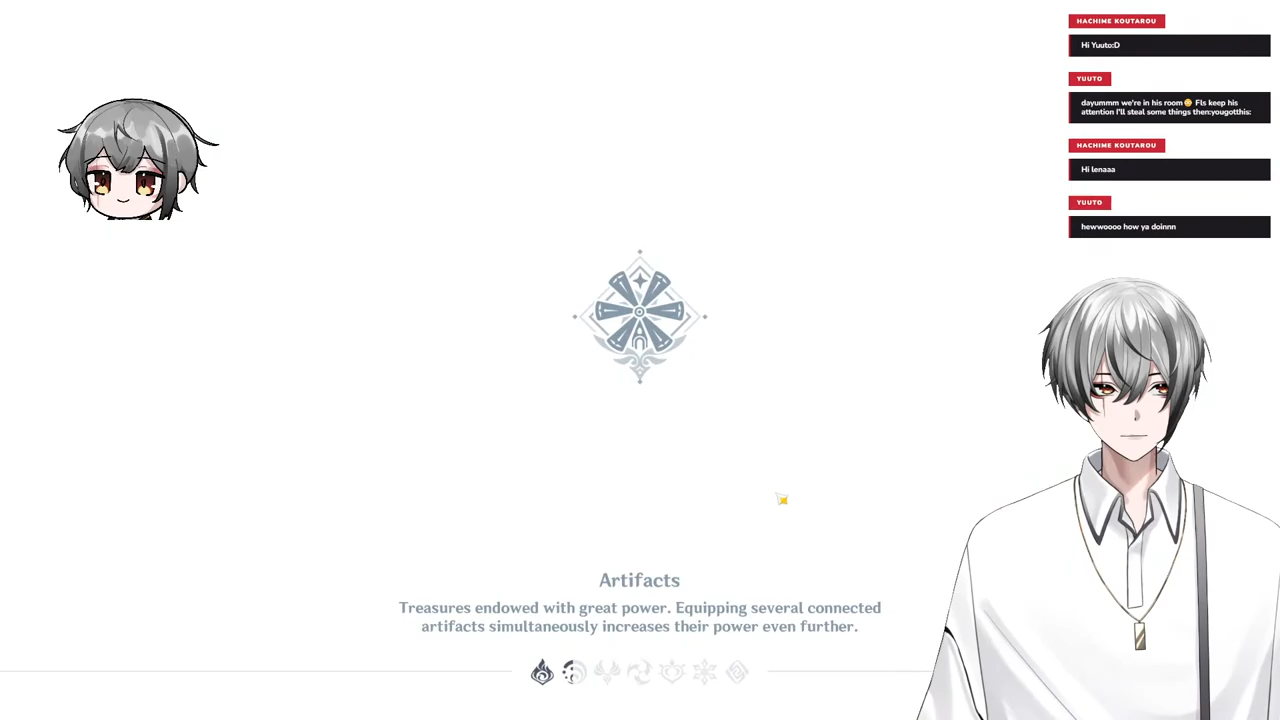 HACHIME KOUTAROU
Hi Yuuto:D
YUUTO
dayummm we're in his room😳 Fls keep his
attention I'll steal some things then:yougotthis:
HACHIME KOUTAROU
Hi lenaaa
YUUTO
hewwoooo how ya doinnn
Artifacts
Treasures endowed with great power. Equipping several connected
artifacts simultaneously increases their power even further.